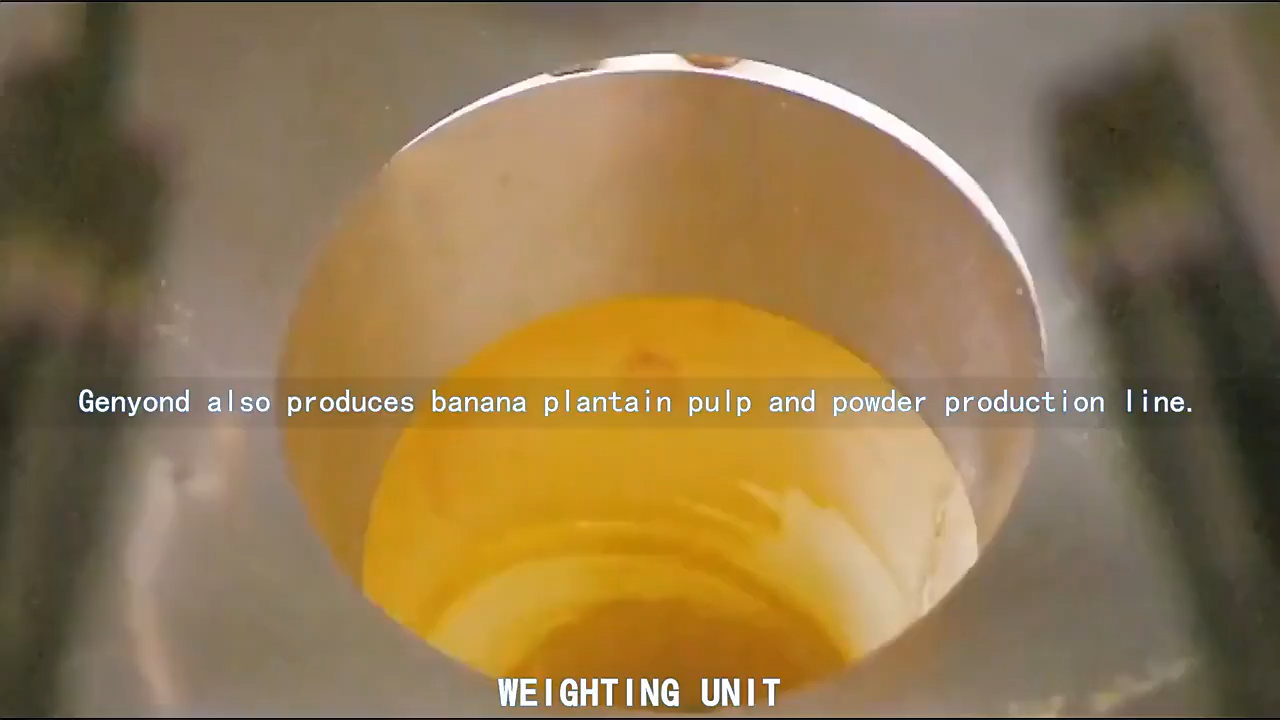 Genyond also produces banana plantain pulp and powder production line.
WEIGHTING UNIT